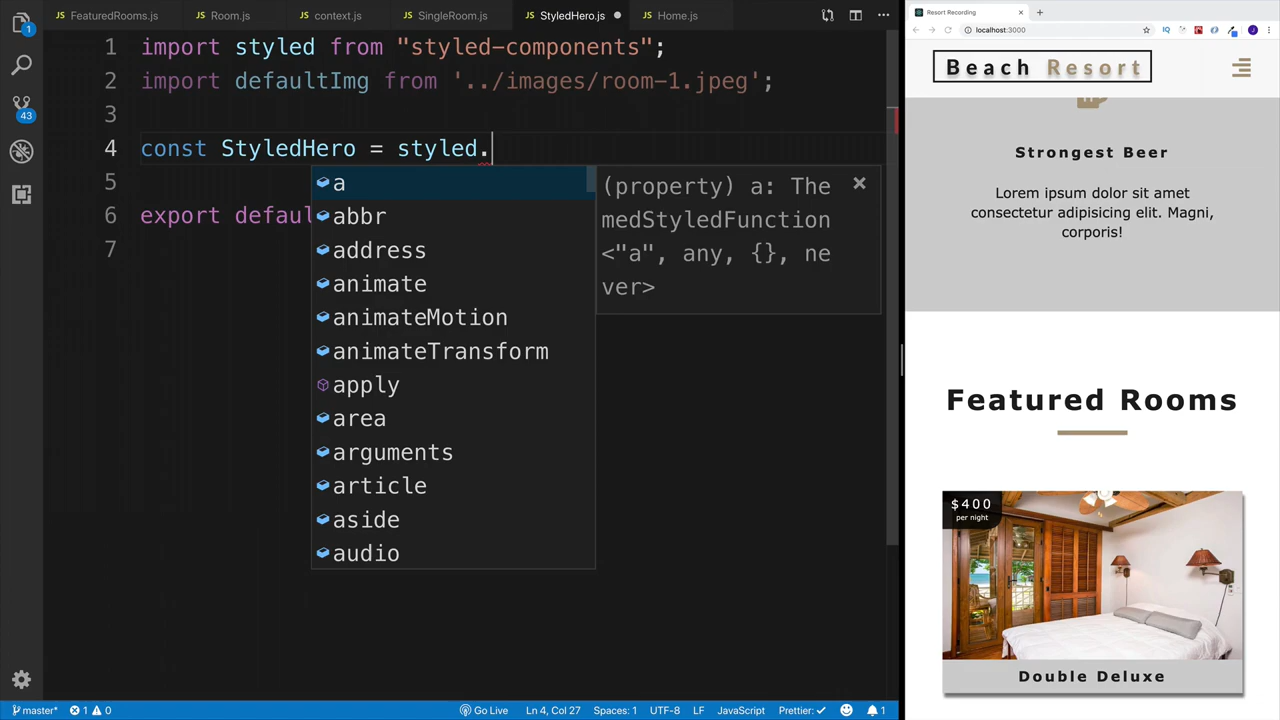 FeaturedRooms.js
Room.js
context.js
SingleRoom.js
StyledHero.js
Home.js
1 import styled from "styled-components";
2 import defaultImg from '../images/room-1.jpeg';
3
4 const StyledHero = styled.
5
6 export defaul
7
a
abbr
address
animate
animateMotion
animateTransform
apply
area
arguments
article
aside
audio
(property) a: The
medStyledFunction
<"a", any, {}, ne
ver>
1
43
master*
1
0
Go Live
Ln 4, Col 27
Spaces: 1
UTF-8
LF
JavaScript
Prettier: ✓
1
Resort Recording
localhost:3000
Beach Resort
Strongest Beer
Lorem ipsum dolor sit amet
consectetur adipisicing elit. Magni,
corporis!
Featured Rooms
$400
per night
Double Deluxe